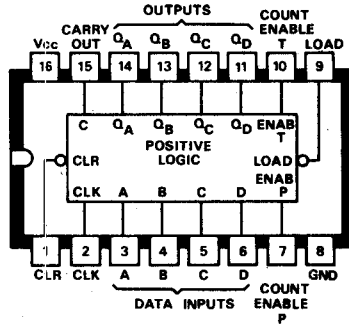 OUTPUTS
CARRY COUNT ENABLE
Vcc OUT QA QB QC QD T LOAD
16 15 14 13 12 11 10 9
C QA QB QC QD ENAB T
POSITIVE LOGIC
CLR LOAD
ENAB
CLK A B C D P
1 2 3 4 5 6 7 8
CLR CLK A B C D COUNT GND
DATA INPUTS ENABLE
P